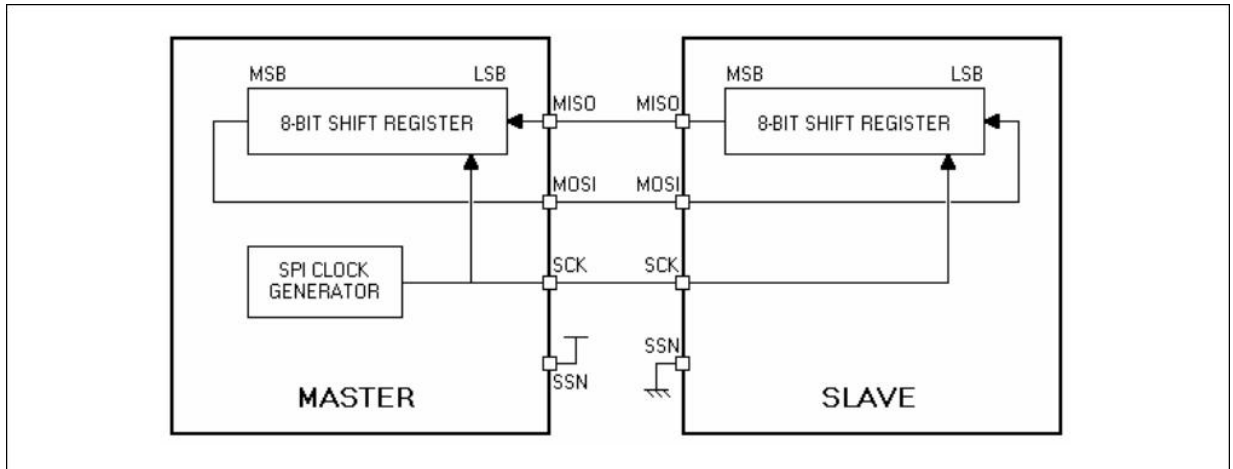 MSB LSB
8-BIT SHIFT REGISTER
MISO
MOSI
SPI CLOCK
GENERATOR
SCK
SSN
MASTER
MSB LSB
MISO
8-BIT SHIFT REGISTER
MOSI
SCK
SSN
SLAVE